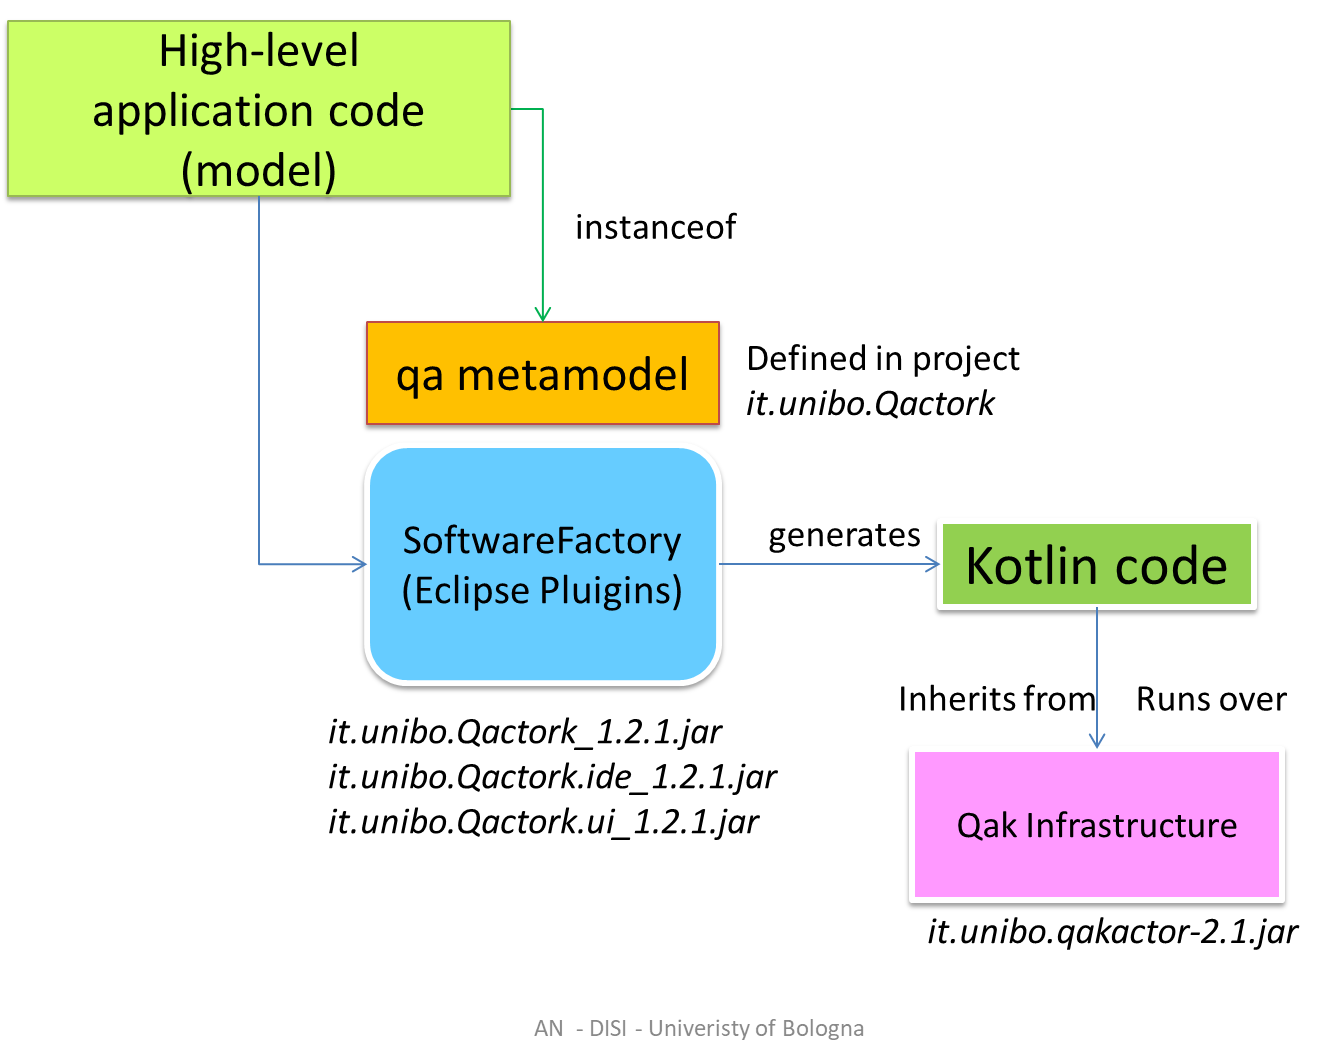 High-level
application code
(model)
instanceof
qa metamodel
Defined in project
it.unibo.Qactork
SoftwareFactory
(Eclipse Pluigins)
generates
Kotlin code
it.unibo.Qactork_1.2.1.jar
it.unibo.Qactork.ide_1.2.1.jar
it.unibo.Qactork.ui_1.2.1.jar
Inherits from
Runs over
Qak Infrastructure
it.unibo.qakactor-2.1.jar
AN - DISI - Univeristy of Bologna